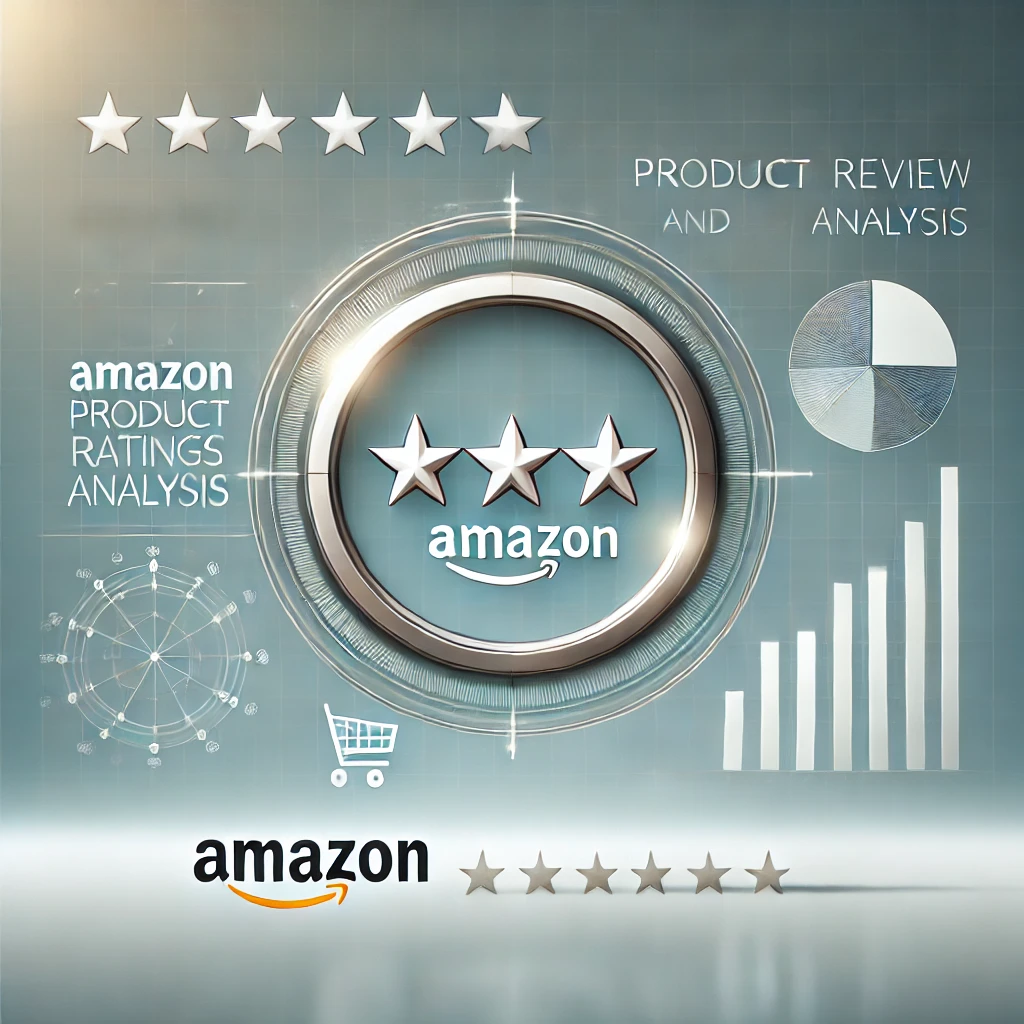 PRODUCT REVIEW
AND ANALYSIS
amazon
PRODUCT
RATINGS
ANALYSIS
amazon
amazon